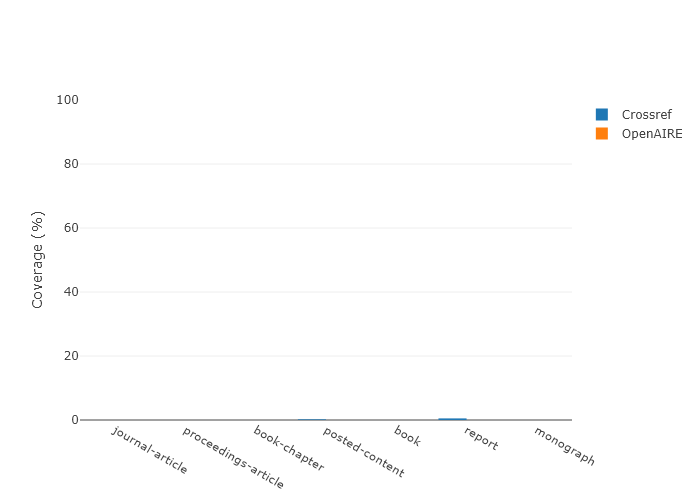 100
80
60
40
20
0
Coverage (%)
journal-article
proceedings-article
book-chapter
posted-content
book
report
monograph
Crossref
OpenAIRE